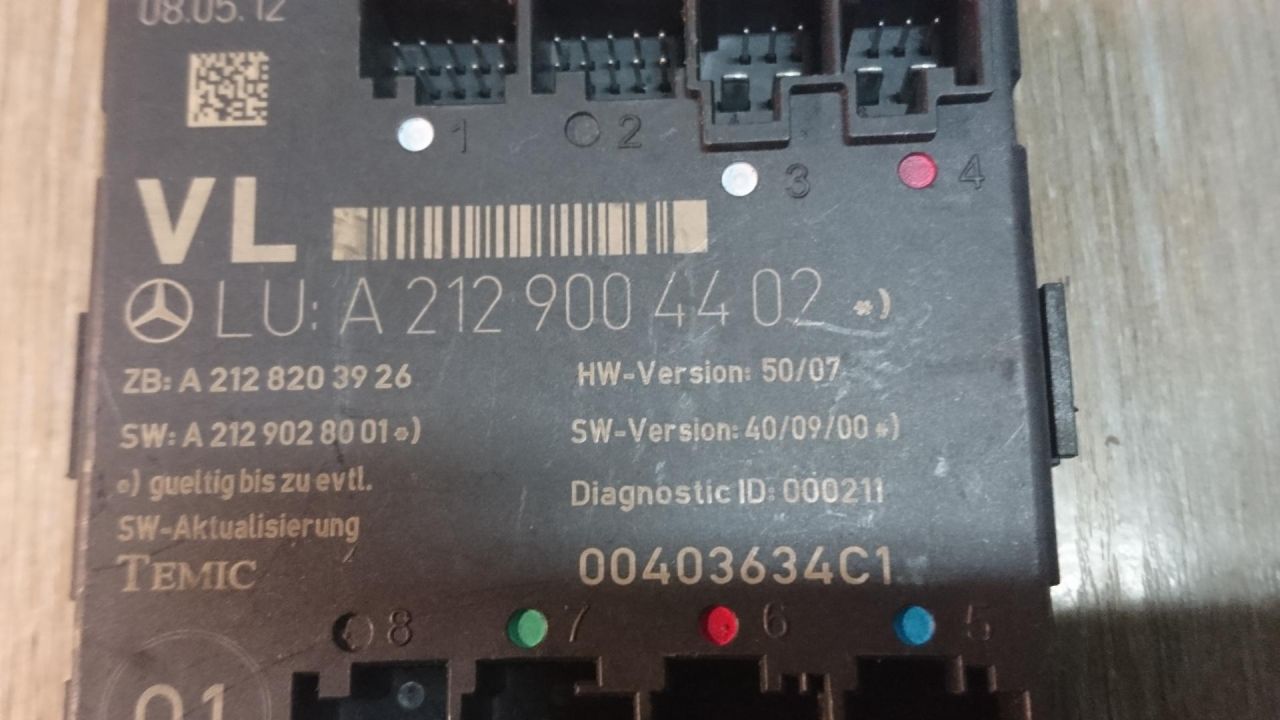 08.05.12
1
2
3
4
VL
LU: A 212 900 44 02 *)
ZB: A 212 820 39 26
HW-Version: 50/07
SW: A 212 902 80 01 *)
SW-Version: 40/09/00 *)
*) gueltig bis zu evtl.
SW-Aktualisierung
Diagnostic ID: 000211
TEMIC
00403634C1
8
7
6
5
01